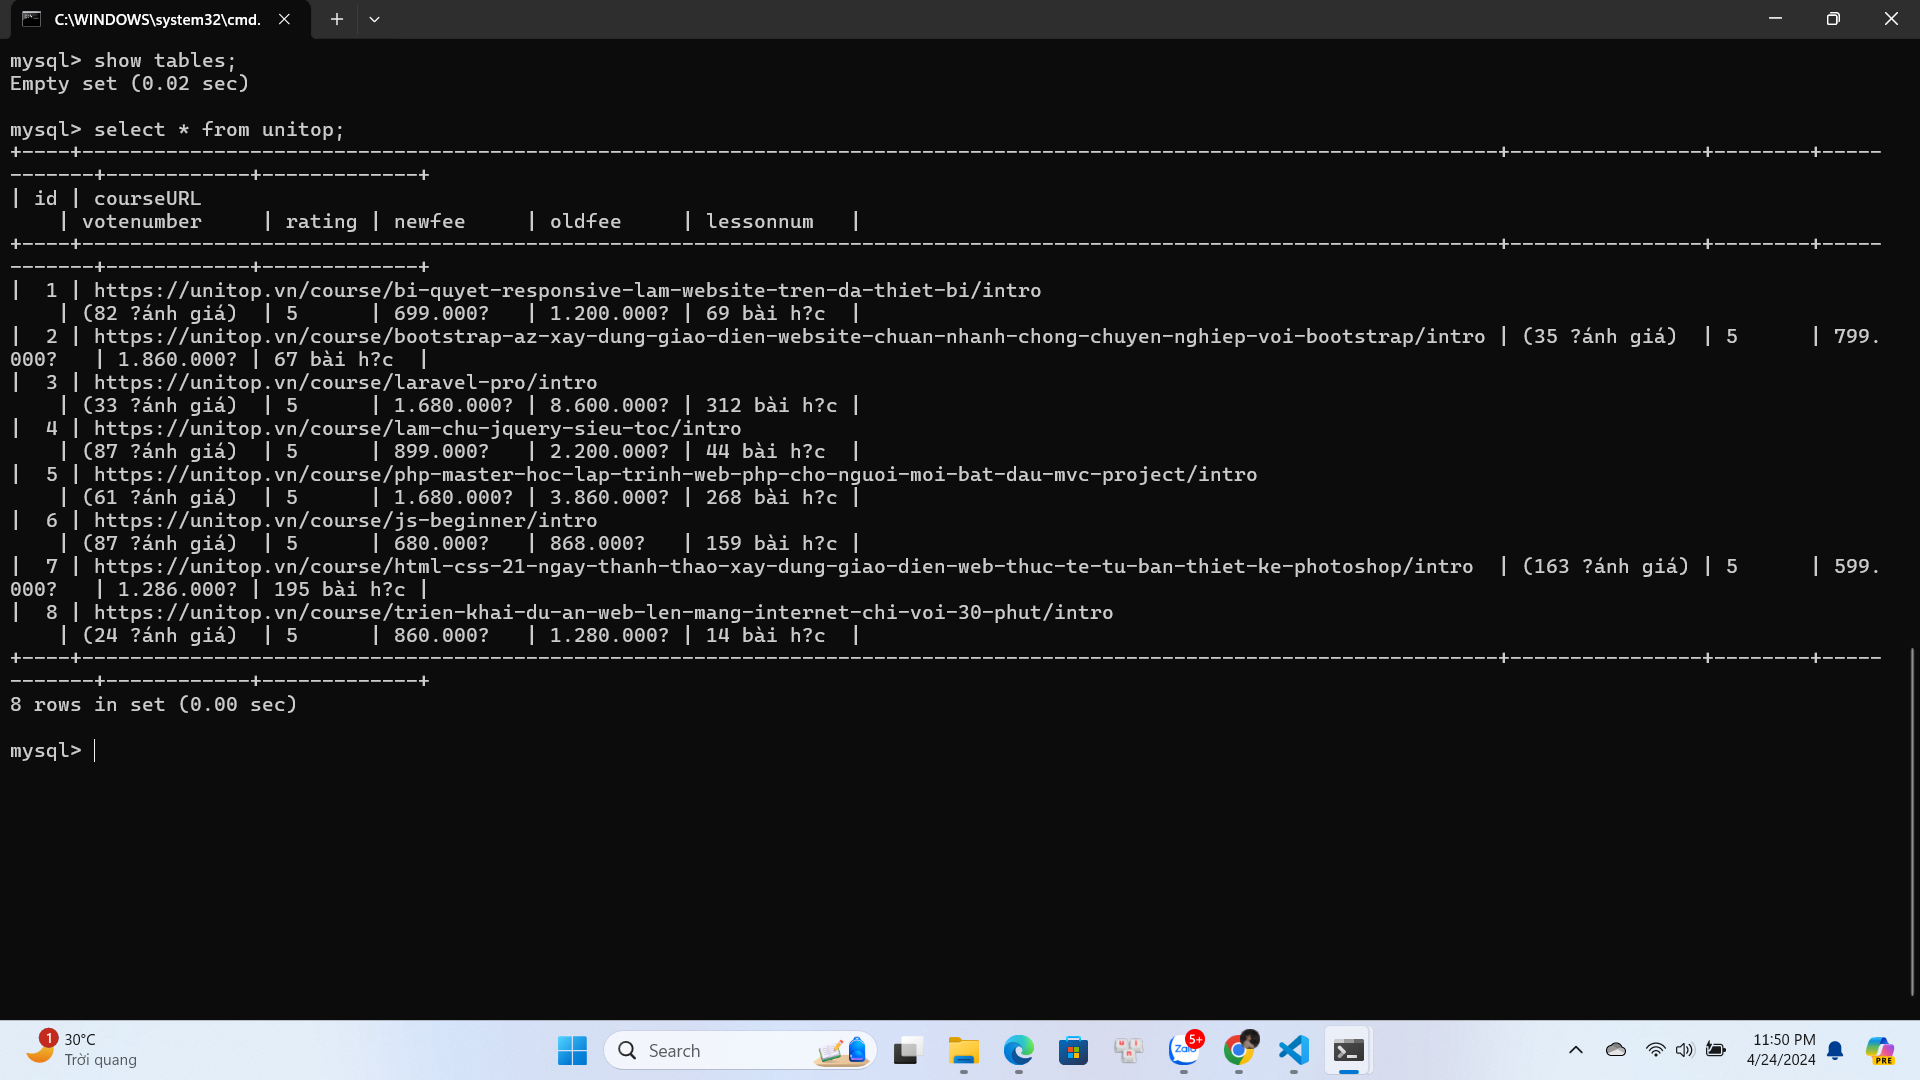 C:\WINDOWS\system32\cmd.
mysql> show tables;
Empty set (0.02 sec)
mysql> select * from unitop;
+----+----------------------------------------------------------------------------------------------------------------------+----------------+--------+-----
-------+------------+-------------+
| id | courseURL
| votenumber | rating | newfee | oldfee | lessonnum |
+----+----------------------------------------------------------------------------------------------------------------------+----------------+--------+-----
-------+------------+-------------+
| 1 | https://unitop.vn/course/bi-quyet-responsive-lam-website-tren-da-thiet-bi/intro
| (82 ?ánh giá) | 5 | 699.000? | 1.200.000? | 69 bài h?c |
| 2 | https://unitop.vn/course/bootstrap-az-xay-dung-giao-dien-website-chuan-nhanh-chong-chuyen-nghiep-voi-bootstrap/intro | (35 ?ánh giá) | 5 | 799.
000? | 1.860.000? | 67 bài h?c |
| 3 | https://unitop.vn/course/laravel-pro/intro
| (33 ?ánh giá) | 5 | 1.680.000? | 8.600.000? | 312 bài h?c |
| 4 | https://unitop.vn/course/lam-chu-jquery-sieu-toc/intro
| (87 ?ánh giá) | 5 | 899.000? | 2.200.000? | 44 bài h?c |
| 5 | https://unitop.vn/course/php-master-hoc-lap-trinh-web-php-cho-nguoi-moi-bat-dau-mvc-project/intro
| (61 ?ánh giá) | 5 | 1.680.000? | 3.860.000? | 268 bài h?c |
| 6 | https://unitop.vn/course/js-beginner/intro
| (87 ?ánh giá) | 5 | 680.000? | 868.000? | 159 bài h?c |
| 7 | https://unitop.vn/course/html-css-21-ngay-thanh-thao-xay-dung-giao-dien-web-thuc-te-tu-ban-thiet-ke-photoshop/intro | (163 ?ánh giá) | 5 | 599.
000? | 1.286.000? | 195 bài h?c |
| 8 | https://unitop.vn/course/trien-khai-du-an-web-len-mang-internet-chi-voi-30-phut/intro
| (24 ?ánh giá) | 5 | 860.000? | 1.280.000? | 14 bài h?c |
+----+----------------------------------------------------------------------------------------------------------------------+----------------+--------+-----
-------+------------+-------------+
8 rows in set (0.00 sec)
mysql>
1
30°C
Trời quang
Search
Zalo
5+
11:50 PM
4/24/2024
PRE